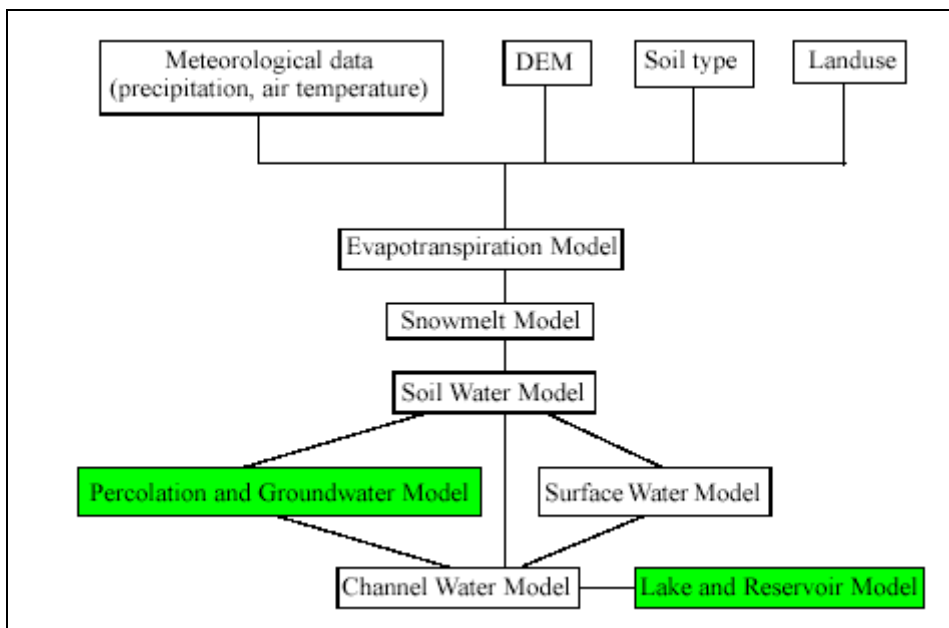 Meteorological data
(precipitation, air temperature)
DEM
Soil type
Landuse
Evapotranspiration Model
Snowmelt Model
Soil Water Model
Percolation and Groundwater Model
Surface Water Model
Channel Water Model
Lake and Reservoir Model